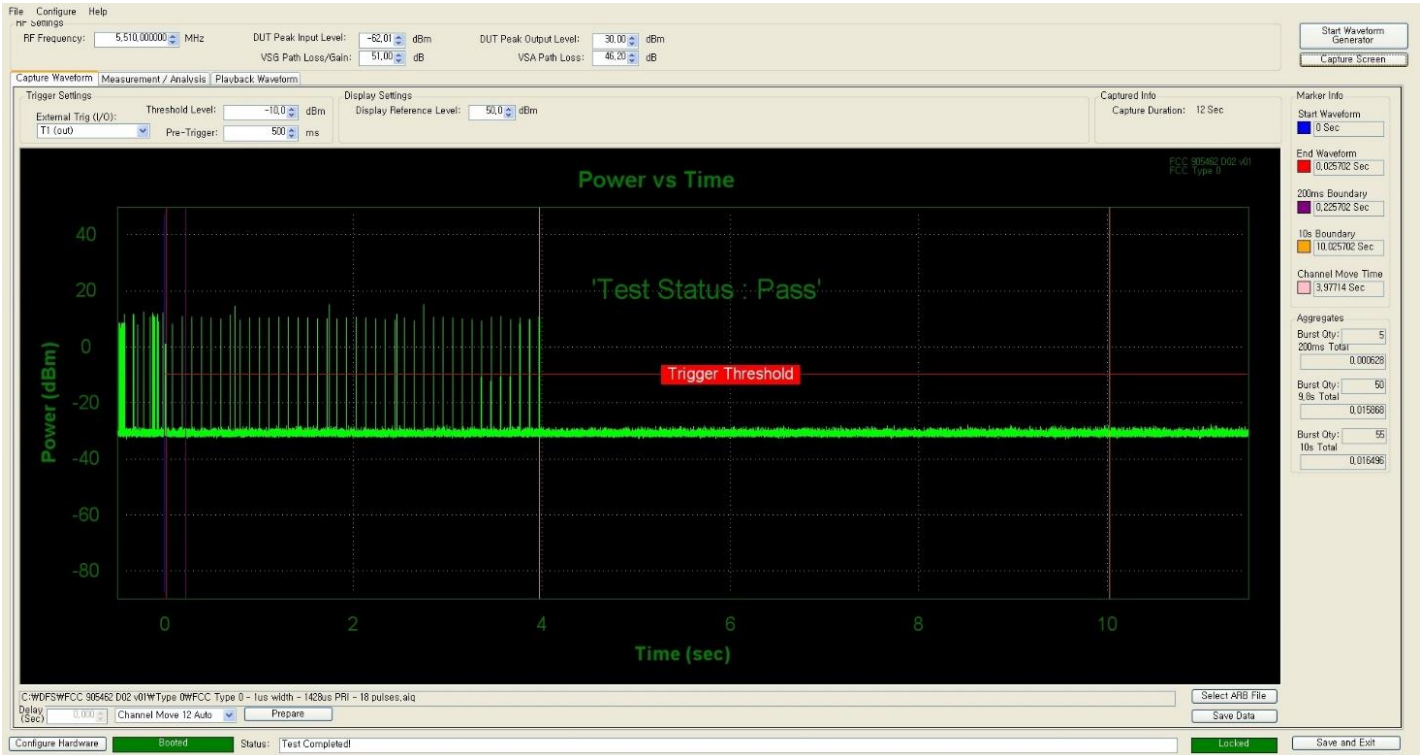 File Configure Help
RF Settings
RF Frequency: 5,510,000000 MHz DUT Peak Input Level: -62,01 dBm DUT Peak Output Level: 30,00 dBm Start Waveform Generator
VSG Path Loss/Gain: 51,00 dB VSA Path Loss: 46,20 dB Capture Screen
Capture Waveform Measurement / Analysis Playback Waveform
Trigger Settings Display Settings Captured Info Marker Info
External Trig (I/O): Threshold Level: -10,0 dBm Display Reference Level: 50,0 dBm Capture Duration: 12 Sec Start Waveform
T1 (out) Pre-Trigger: 500 ms 0 Sec
End Waveform
0,025702 Sec
200ms Boundary
0,225702 Sec
10s Boundary
10,025702 Sec
Channel Move Time
3,97714 Sec
Aggregates
Burst Qty: 5
200ms Total
0,000628
Burst Qty: 50
9,8s Total
0,015868
Burst Qty: 55
10s Total
0,016496
FCC 905462 D02 v01
FCC Type 0
Power vs Time
'Test Status : Pass'
Trigger Threshold
Power (dBm)
40
20
0
-20
-40
-60
-80
0 2 4 6 8 10
Time (sec)
C:₩DFS₩FCC 905462 D02 v01₩Type 0₩FCC Type 0 - 1us width - 1428us PRI - 18 pulses.aiq Select ARB File
Delay (Sec) 0,000 Channel Move 12 Auto Prepare Save Data
Configure Hardware Booted Status: Test Completed! Locked Save and Exit